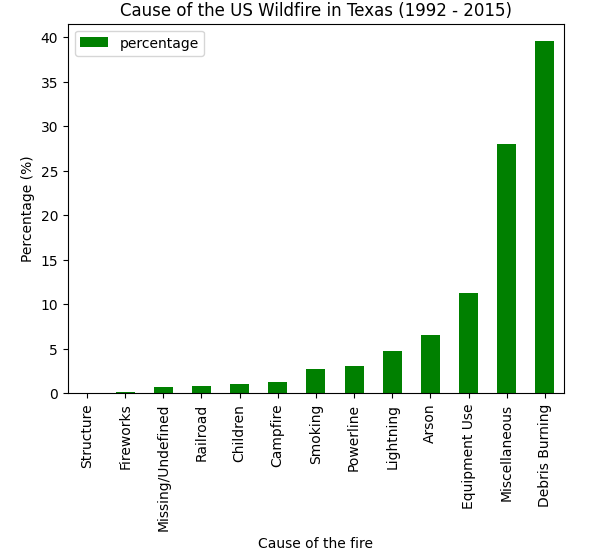 Cause of the US Wildfire in Texas (1992 - 2015)
percentage
Percentage (%)
40
35
30
25
20
15
10
5
0
Structure
Fireworks
Missing/Undefined
Railroad
Children
Campfire
Smoking
Powerline
Lightning
Arson
Equipment Use
Miscellaneous
Debris Burning
Cause of the fire